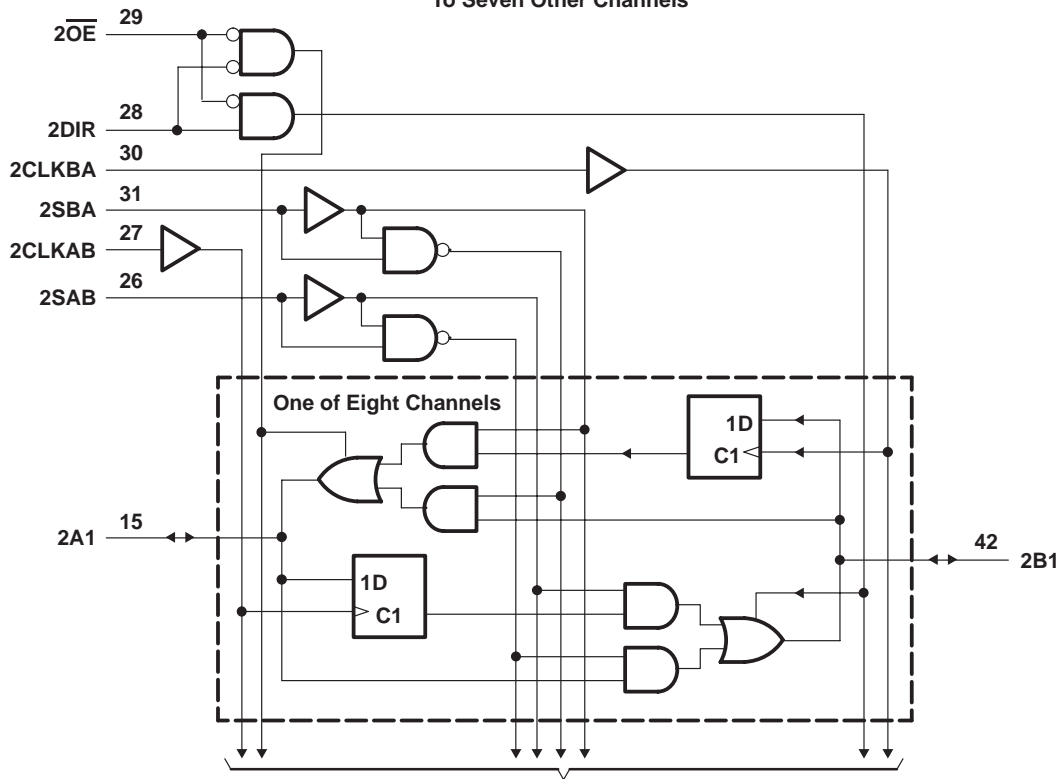 To Seven Other Channels
2OE 29
2DIR 28
2CLKBA 30
2SBA 31
2CLKAB 27
2SAB 26
One of Eight Channels
1D
C1
2A1 15
42 2B1
1D
C1